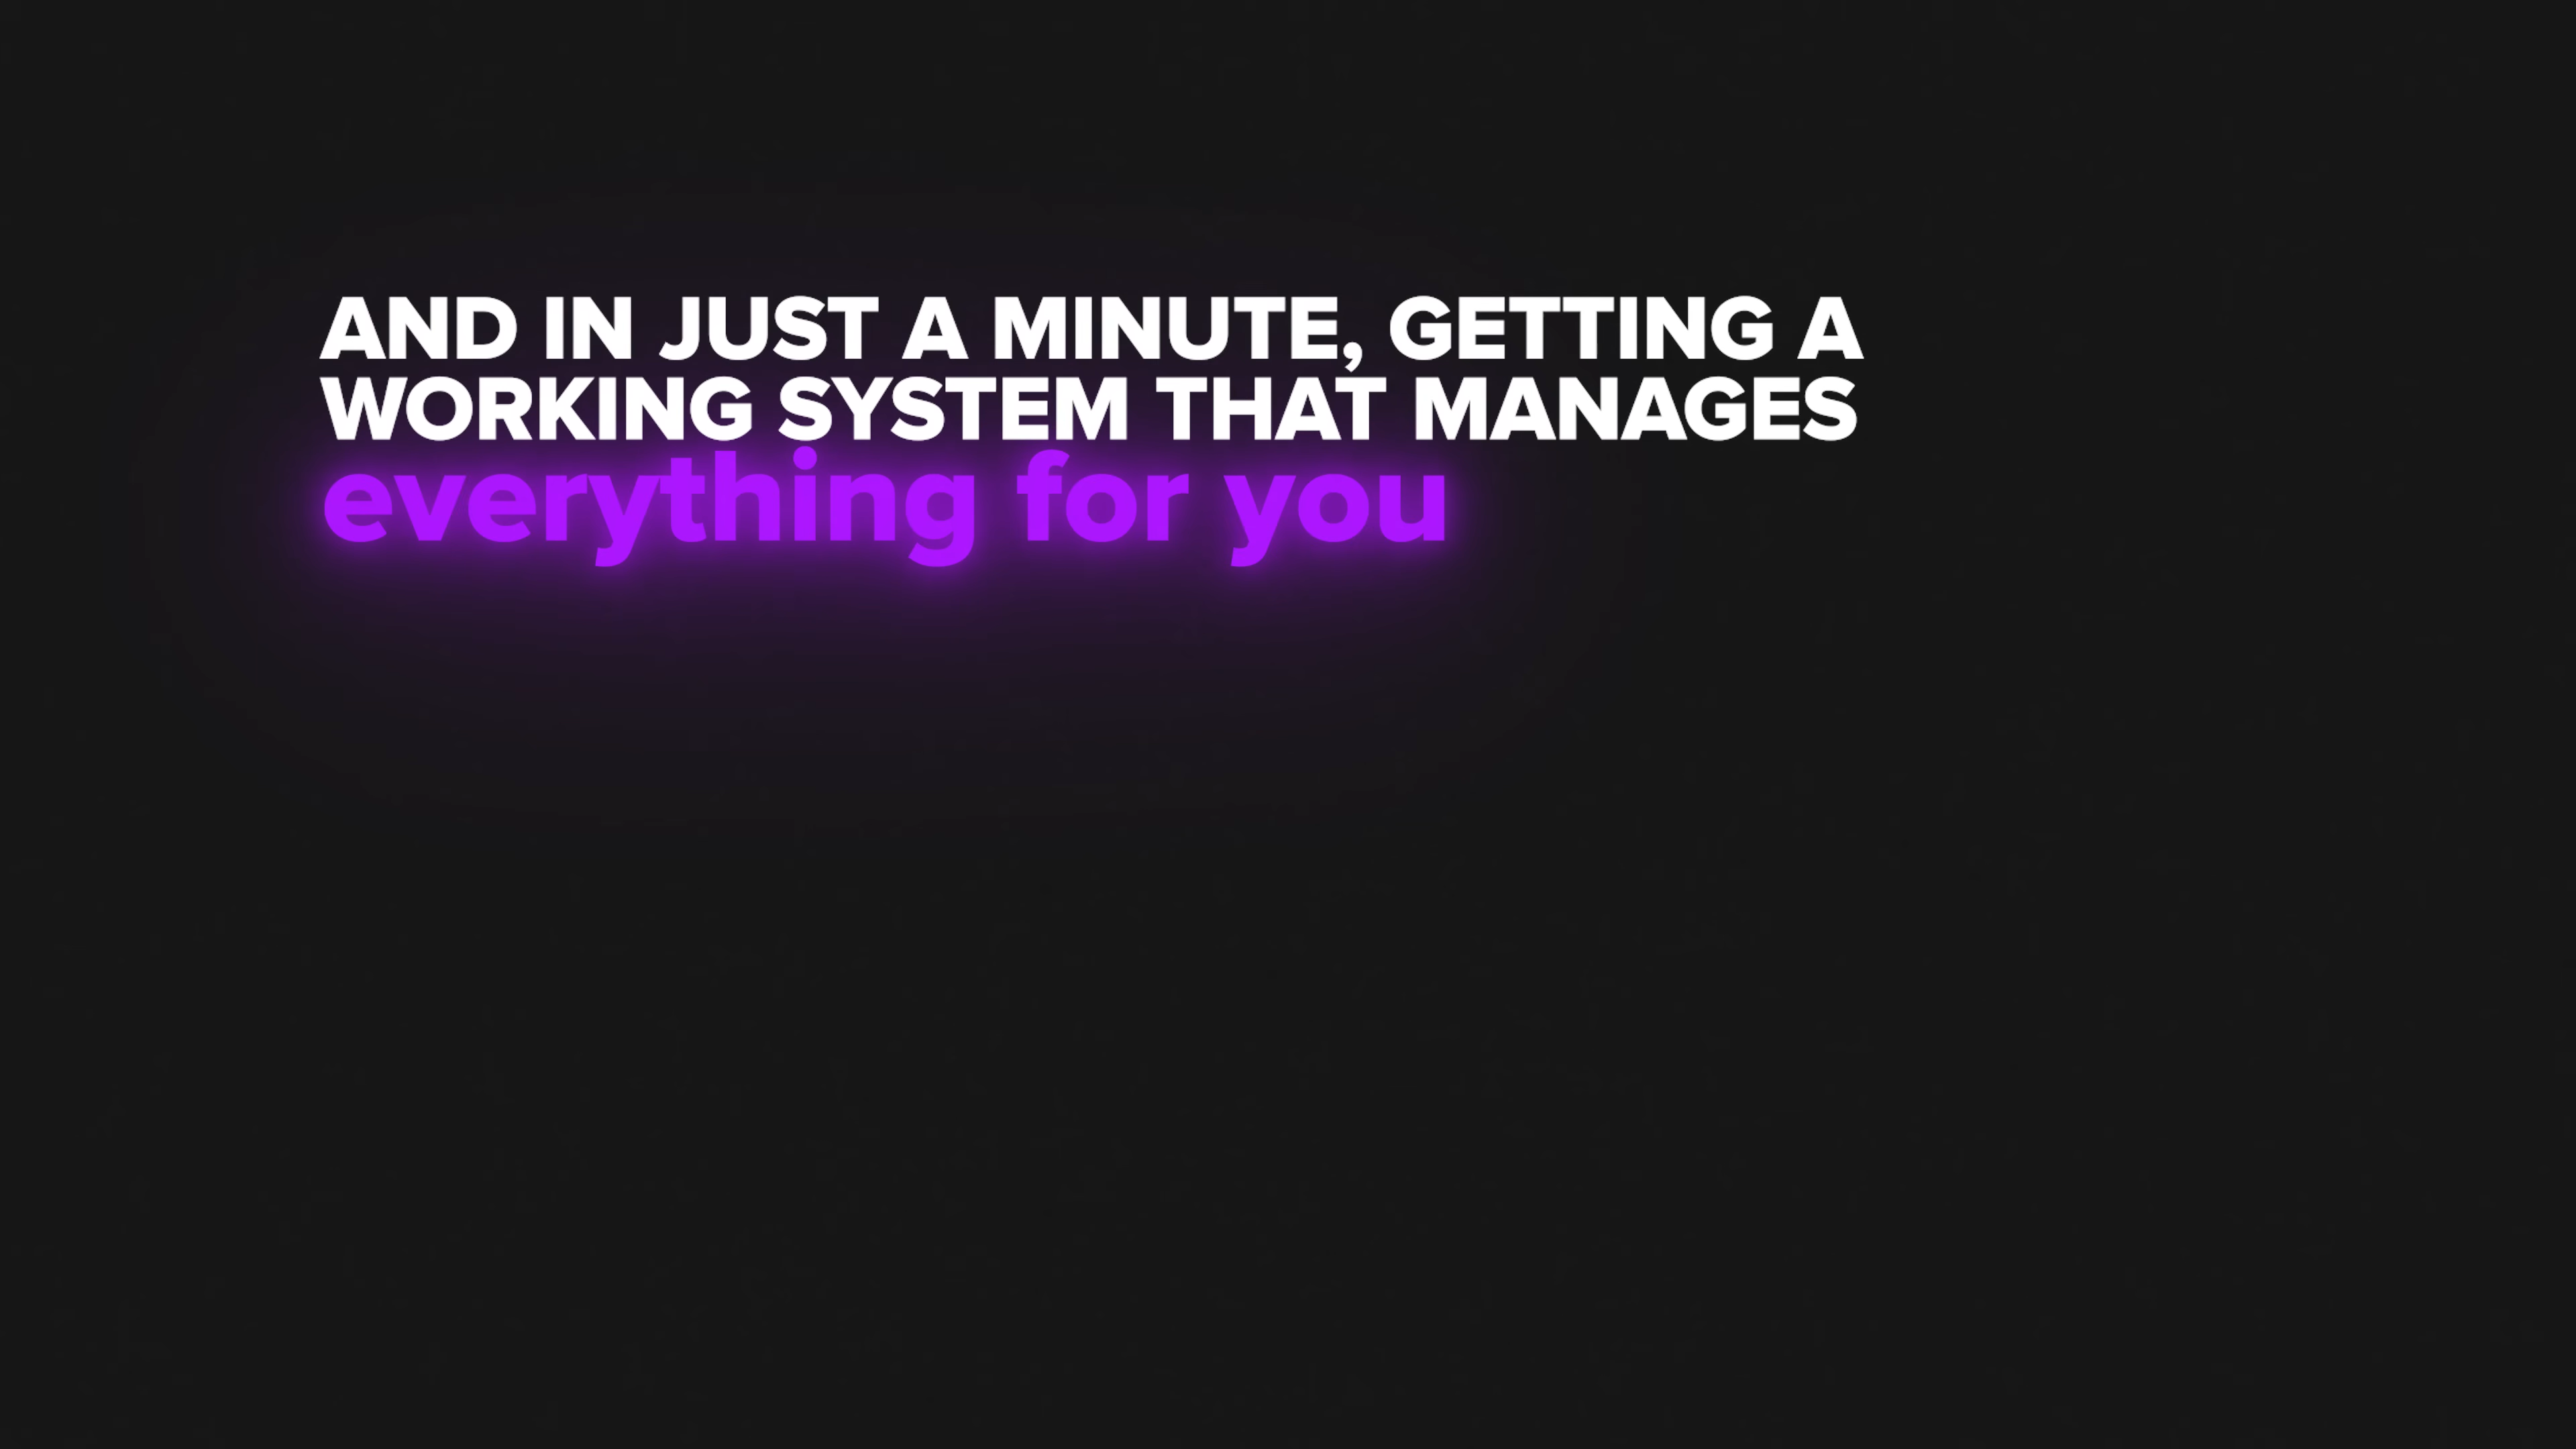 AND IN JUST A MINUTE, GETTING A
WORKING SYSTEM THAT MANAGES
everything for you